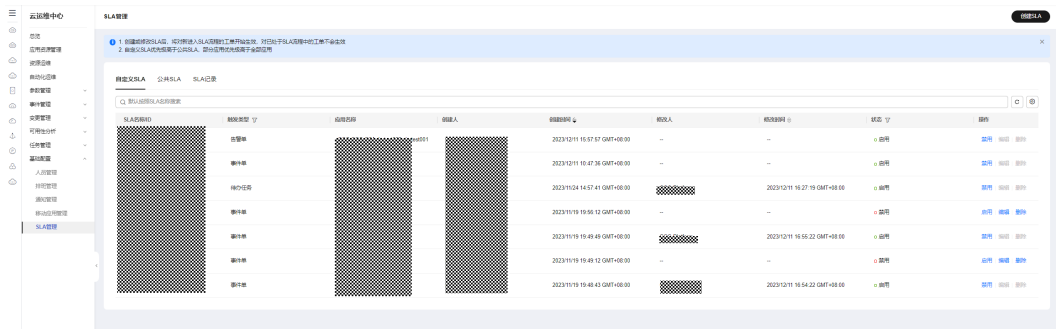 云运维中心
总览
应用资源管理
资源运维
自动化运维
参数管理
事件管理
变更管理
可用性分析
任务管理
基础配置
人员管理
排班管理
通知管理
移动应用管理
SLA管理
SLA管理
创建SLA
1. 创建或修改SLA后，将对新进入SLA流程的工单开始生效，对已处于SLA流程中的工单不会生效
2. 自定义SLA优先级高于公共SLA，部分应用优先级高于全部应用
自定义SLA 公共SLA SLA记录
默认按照SLA名称搜索
SLA名称/ID 触发类型 应用名称 创建人 创建时间 修改人 修改时间 状态 操作
告警单 est001 2023/12/11 16:57:57 GMT+08:00 -- -- 启用 禁用 编辑 删除
事件单 2023/12/11 10:47:36 GMT+08:00 -- -- 启用 禁用 编辑 删除
待办任务 2023/11/24 14:57:41 GMT+08:00 2023/12/11 16:27:19 GMT+08:00 启用 禁用 编辑 删除
事件单 2023/11/19 19:56:12 GMT+08:00 -- -- 禁用 启用 编辑 删除
事件单 2023/11/19 19:49:49 GMT+08:00 2023/12/11 16:55:22 GMT+08:00 启用 禁用 编辑 删除
事件单 2023/11/19 19:49:12 GMT+08:00 -- -- 禁用 启用 编辑 删除
事件单 2023/11/19 19:48:43 GMT+08:00 2023/12/11 16:54:22 GMT+08:00 启用 禁用 编辑 删除